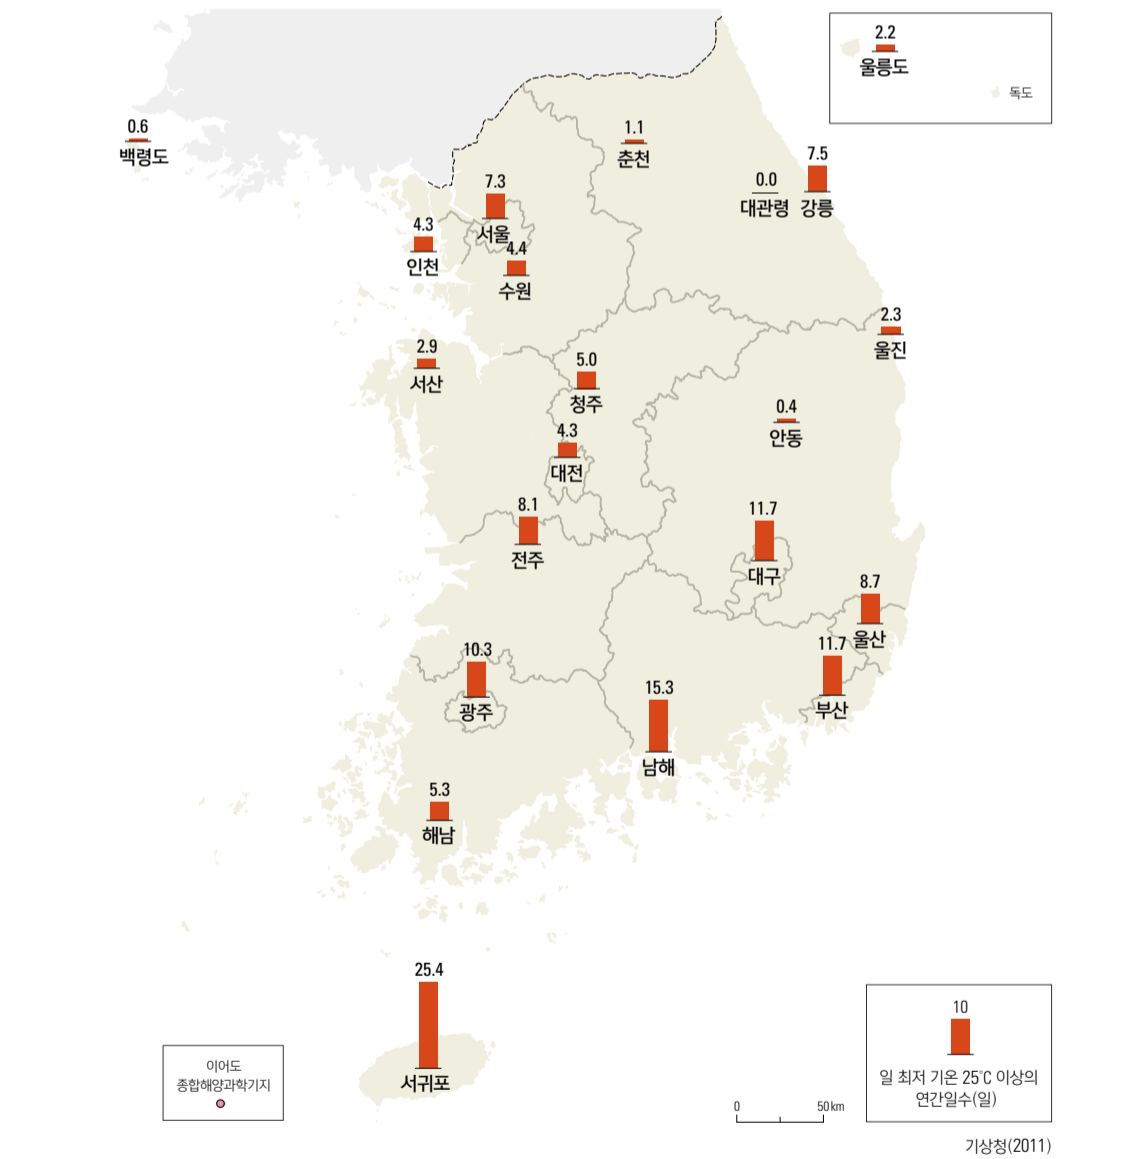 2.2
울릉도
독도
0.6
백령도
1.1
춘천
7.5
강릉
0.0
대관령
7.3
서울
4.3
인천
4.4
수원
2.3
울진
2.9
서산
5.0
청주
0.4
안동
4.3
대전
8.1
전주
11.7
대구
8.7
울산
10.3
광주
11.7
부산
15.3
남해
5.3
해남
25.4
서귀포
이어도
종합해양과학기지
0 50km
10
일 최저 기온 25℃ 이상의
연간일수(일)
기상청(2011)